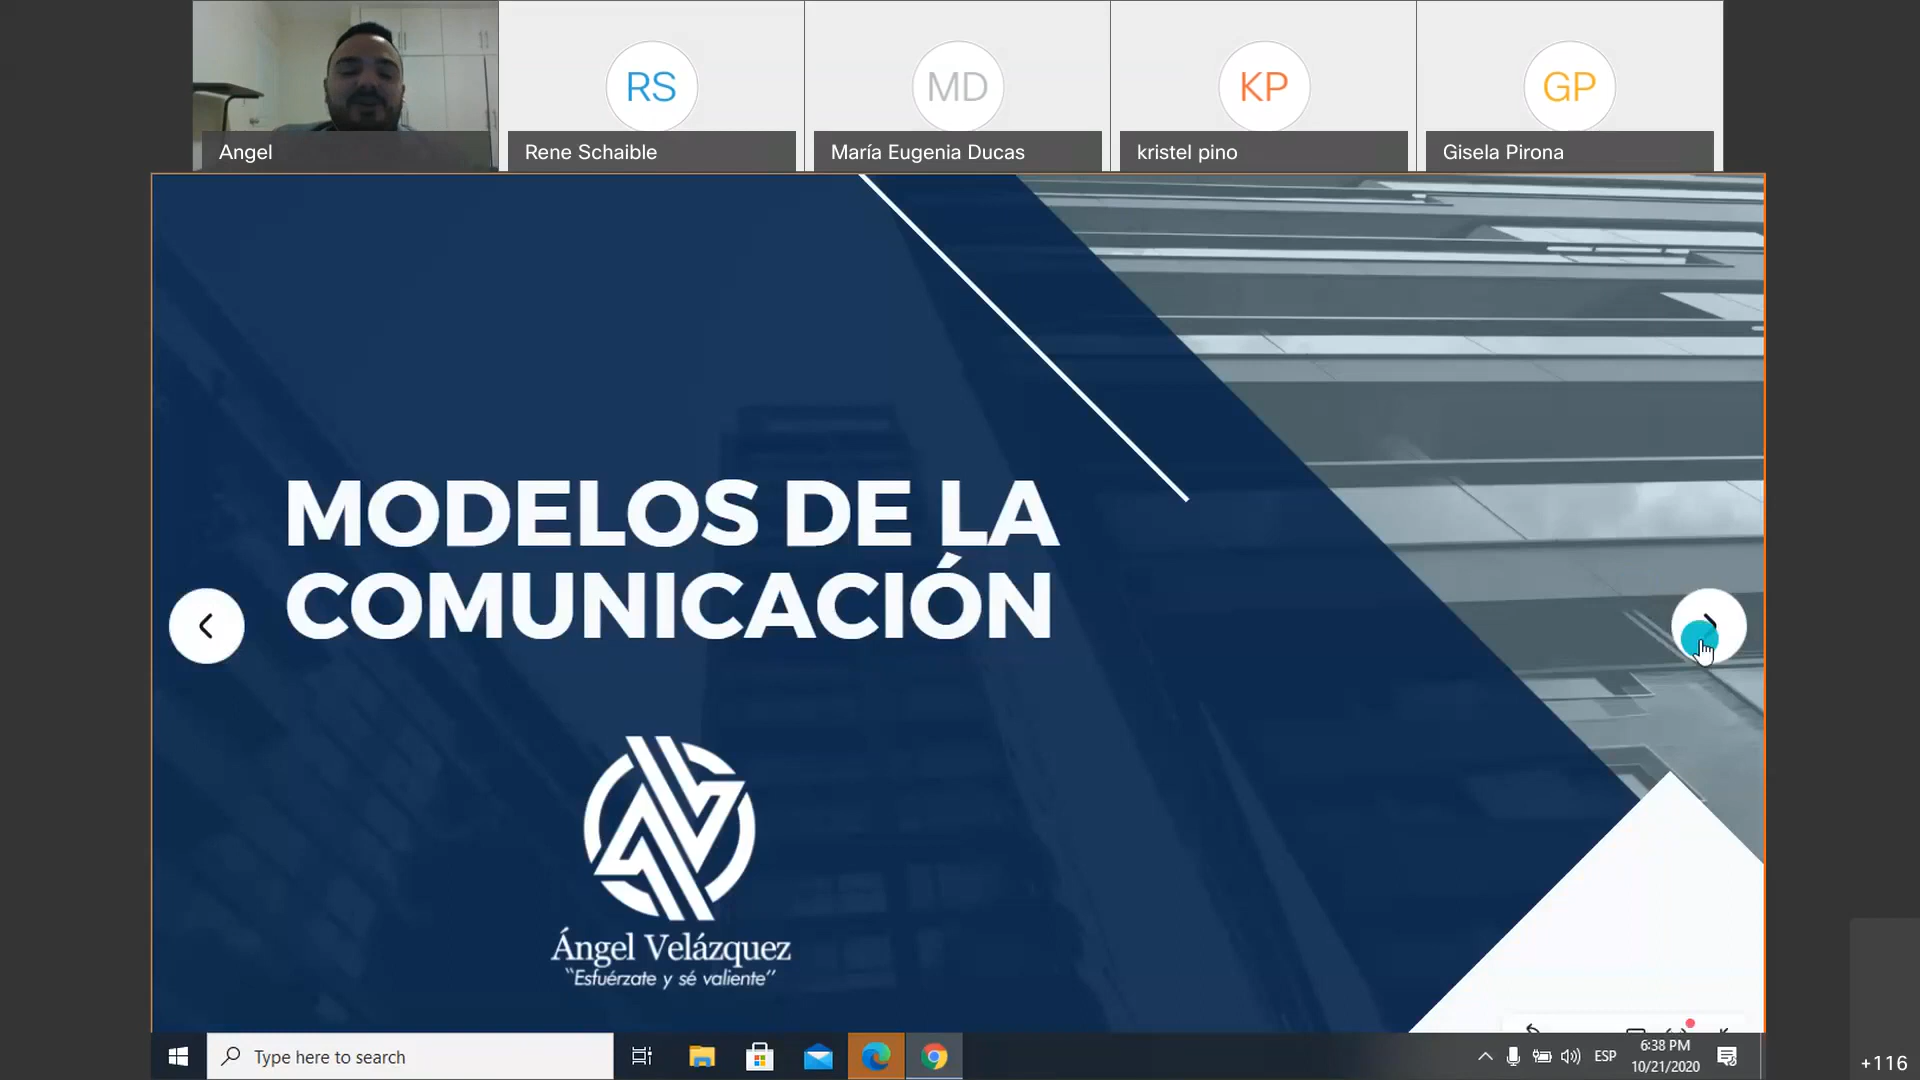 RS
MD
KP
GP
Angel
Rene Schaible
María Eugenia Ducas
kristel pino
Gisela Pirona
MODELOS DE LA
COMUNICACIÓN
Ángel Velázquez
"Esfuérzate y sé valiente"
Type here to search
ESP
6:38 PM
10/21/2020
+116